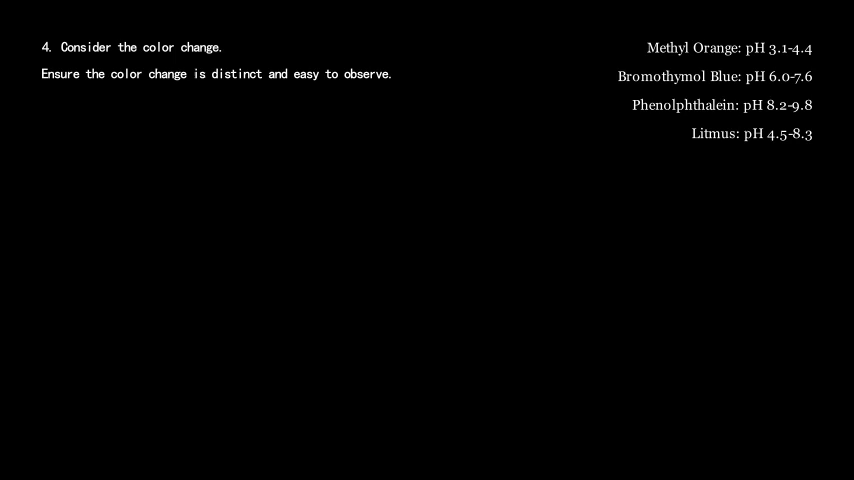 4. Consider the color change.
Ensure the color change is distinct and easy to observe.
Methyl Orange: pH 3.1-4.4
Bromothymol Blue: pH 6.0-7.6
Phenolphthalein: pH 8.2-9.8
Litmus: pH 4.5-8.3